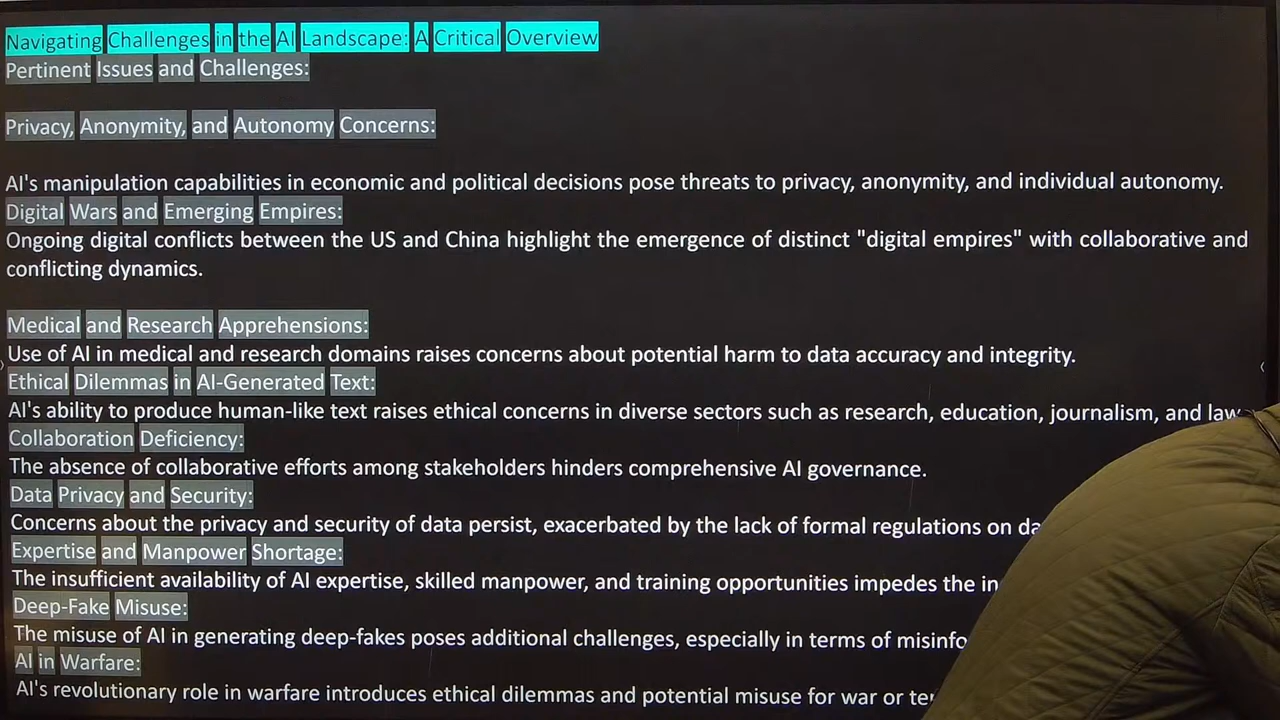 Navigating Challenges in the AI Landscape: A Critical Overview
Pertinent Issues and Challenges:
Privacy, Anonymity, and Autonomy Concerns:
AI's manipulation capabilities in economic and political decisions pose threats to privacy, anonymity, and individual autonomy.
Digital Wars and Emerging Empires:
Ongoing digital conflicts between the US and China highlight the emergence of distinct "digital empires" with collaborative and
conflicting dynamics.
Medical and Research Apprehensions:
Use of AI in medical and research domains raises concerns about potential harm to data accuracy and integrity.
Ethical Dilemmas in AI-Generated Text:
AI's ability to produce human-like text raises ethical concerns in diverse sectors such as research, education, journalism, and law
Collaboration Deficiency:
The absence of collaborative efforts among stakeholders hinders comprehensive AI governance.
Data Privacy and Security:
Concerns about the privacy and security of data persist, exacerbated by the lack of formal regulations on
Expertise and Manpower Shortage:
The insufficient availability of AI expertise, skilled manpower, and training opportunities impedes the
Deep-Fake Misuse:
The misuse of AI in generating deep-fakes poses additional challenges, especially in terms of
AI in Warfare:
AI's revolutionary role in warfare introduces ethical dilemmas and potential misuse for war or